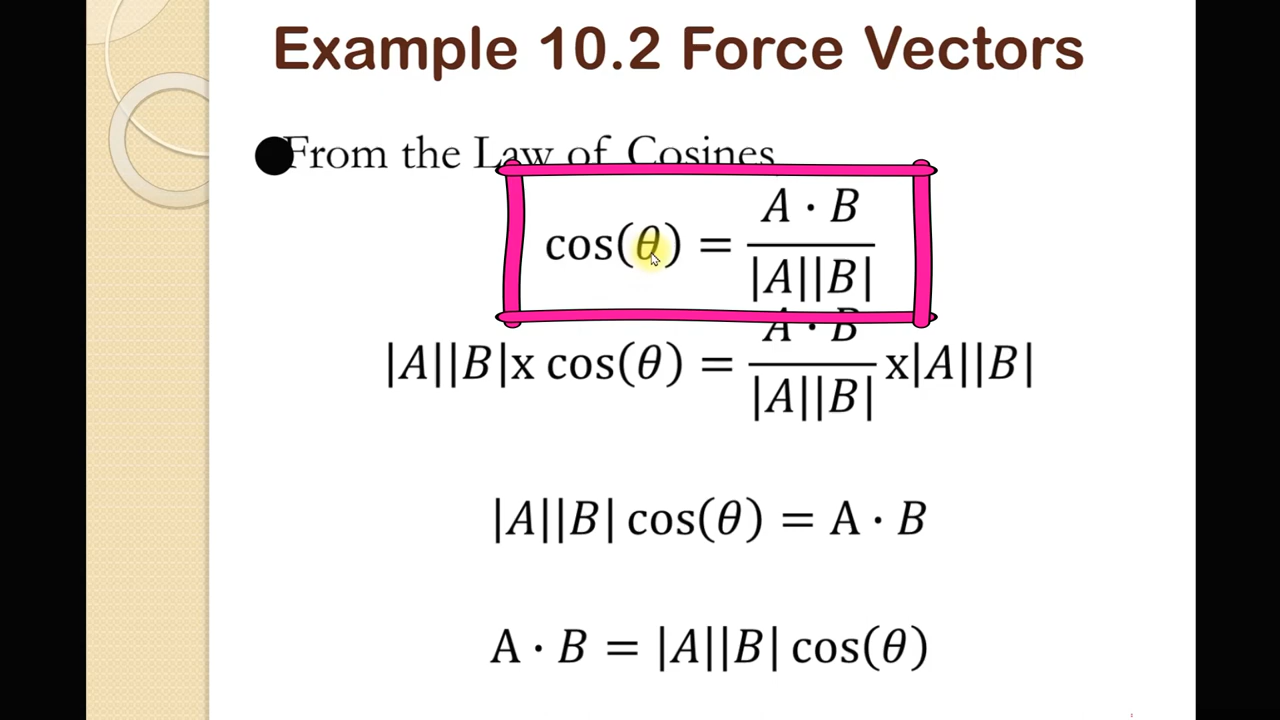 Example 10.2 Force Vectors
From the Law of Cosines
cos(θ) = A · B / |A||B|
|A||B|x cos(θ) = A · B / |A||B| x|A||B|
|A||B| cos(θ) = A · B
A · B = |A||B| cos(θ)